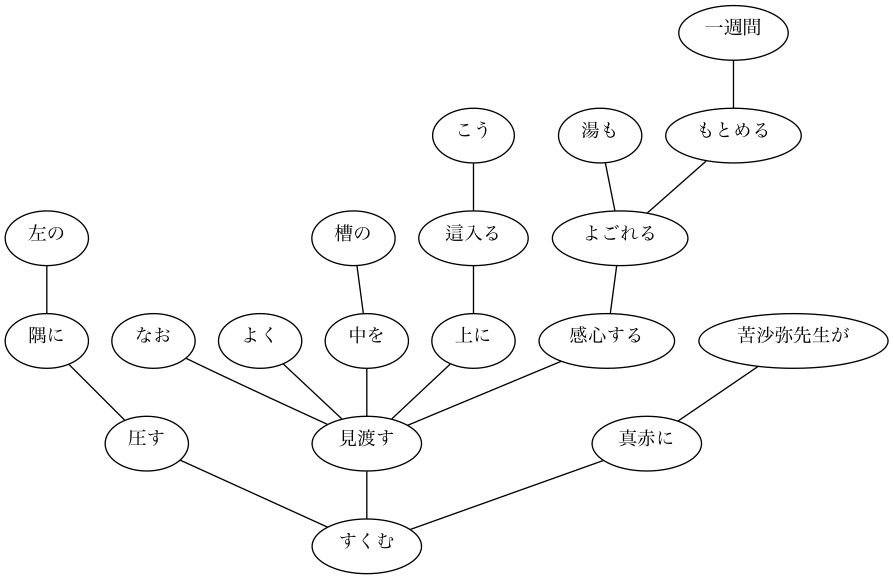 一週間
こう
湯も
もとめる
左の
槽の
這入る
よごれる
隅に
なお
よく
中を
上に
感心する
苦沙弥先生が
圧す
見渡す
真赤に
すくむ